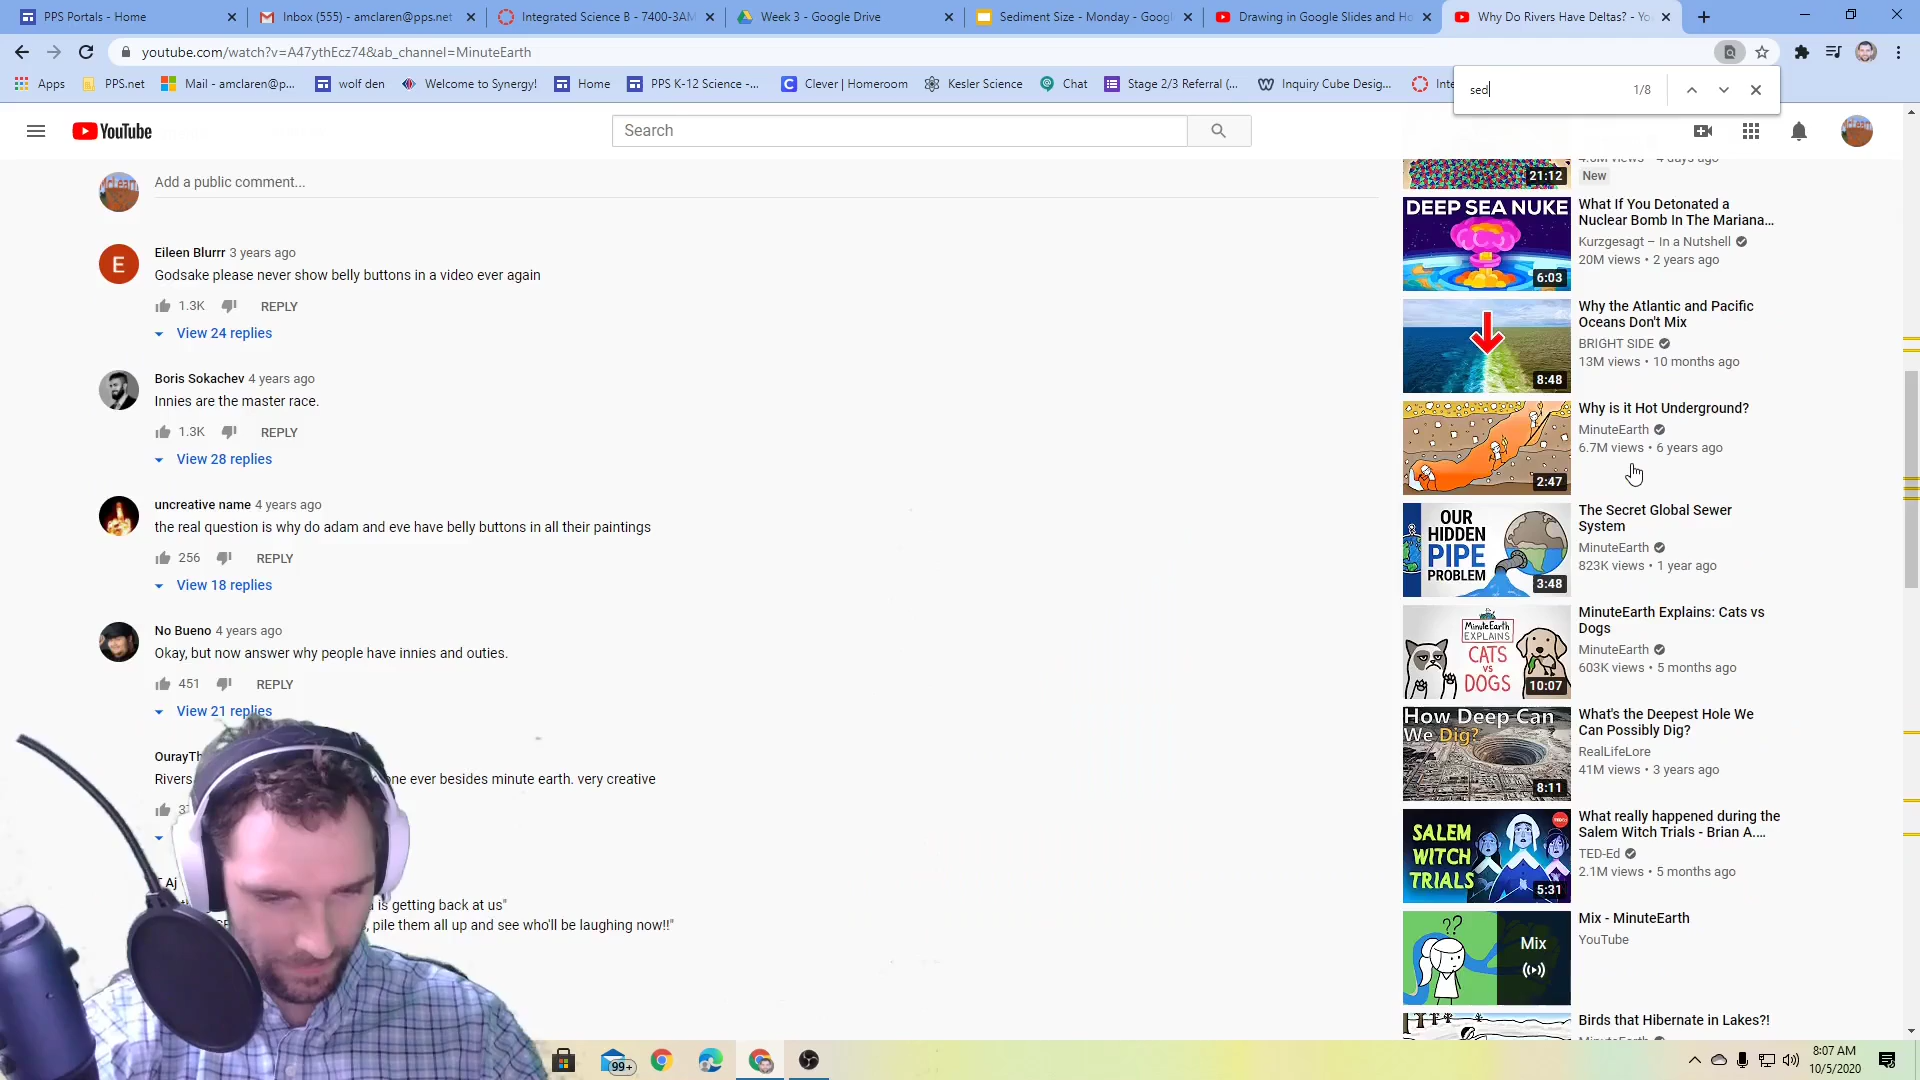 PPS Portals - Home
Inbox (555) - amclaren@pps.net
Integrated Science B - 7400-3AM
Week 3 - Google Drive
Sediment Size - Monday - Goog
Drawing in Google Slides and Ho
Why Do Rivers Have Deltas? - Yo
youtube.com/watch?v=A47ythEcz74&ab_channel=MinuteEarth
Apps
PPS.net
Mail - amclaren@p...
wolf den
Welcome to Synergy!
Home
PPS K-12 Science -...
Clever | Homeroom
Kesler Science
Chat
Stage 2/3 Referral (...
Inquiry Cube Desig...
Inte
sed
1/8
YouTube
Search
Add a public comment...
Eileen Blurrr 3 years ago
Godsake please never show belly buttons in a video ever again
1.3K REPLY
View 24 replies
Boris Sokachev 4 years ago
Innies are the master race.
1.3K REPLY
View 28 replies
uncreative name 4 years ago
the real question is why do adam and eve have belly buttons in all their paintings
256 REPLY
View 18 replies
No Bueno 4 years ago
Okay, but now answer why people have innies and outies.
451 REPLY
View 21 replies
OurayTh
Rivers
one ever besides minute earth. very creative
Aj
is getting back at us"
, pile them all up and see who'll be laughing now!!"
21:12
4.6M views • 4 days ago
New
DEEP SEA NUKE
6:03
What If You Detonated a
Nuclear Bomb In The Mariana...
Kurzgesagt – In a Nutshell
20M views • 2 years ago
8:48
Why the Atlantic and Pacific
Oceans Don't Mix
BRIGHT SIDE
13M views • 10 months ago
2:47
Why is it Hot Underground?
MinuteEarth
6.7M views • 6 years ago
OUR
HIDDEN
PIPE
PROBLEM
3:48
The Secret Global Sewer
System
MinuteEarth
823K views • 1 year ago
MinuteEarth
EXPLAINS
CATS
vs
DOGS
10:07
MinuteEarth Explains: Cats vs
Dogs
MinuteEarth
603K views • 5 months ago
How Deep Can
We Dig?
8:11
What's the Deepest Hole We
Can Possibly Dig?
RealLifeLore
41M views • 3 years ago
SALEM
WITCH
TRIALS
5:31
What really happened during the
Salem Witch Trials - Brian A....
TED-Ed
2.1M views • 5 months ago
??
Mix
Mix - MinuteEarth
YouTube
Birds that Hibernate in Lakes?!
MinuteEarth
99+
8:07 AM
10/5/2020